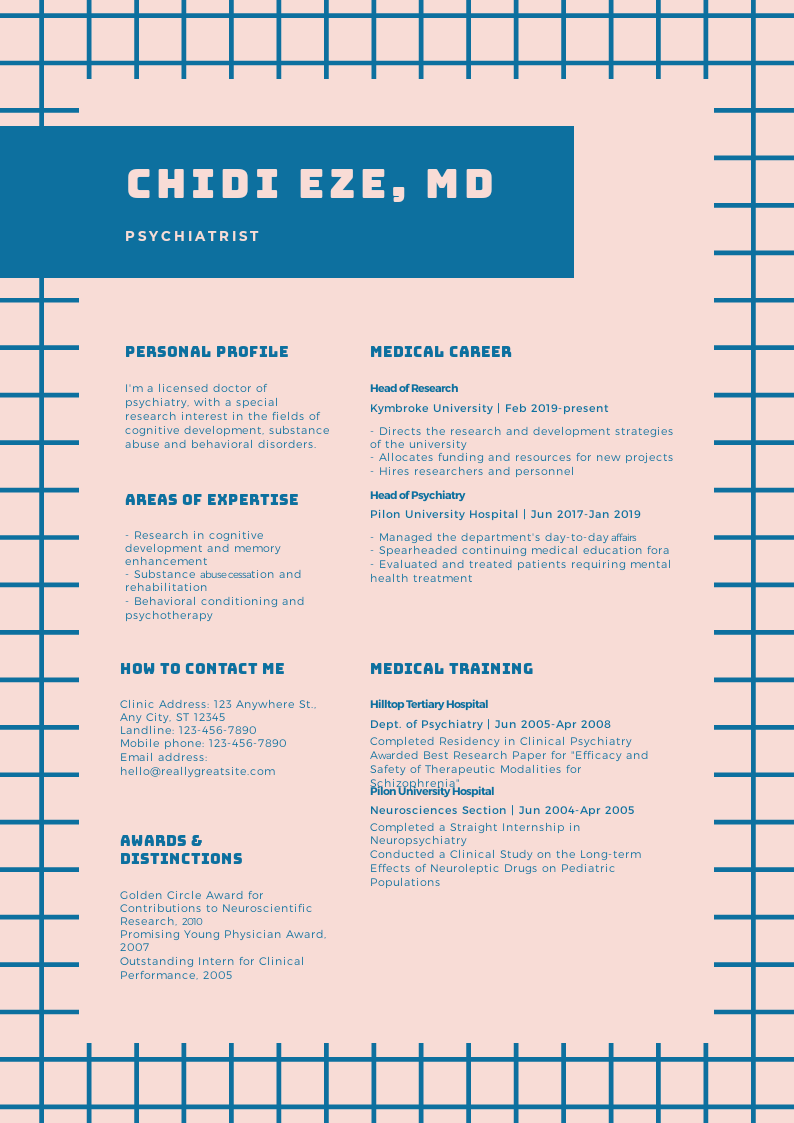 CHIDI EZE, MD
PSYCHIATRIST
PERSONAL PROFILE
I'm a licensed doctor of
psychiatry, with a special
research interest in the fields of
cognitive development, substance
abuse and behavioral disorders.
AREAS OF EXPERTISE
- Research in cognitive
development and memory
enhancement
- Substance abuse cessation and
rehabilitation
- Behavioral conditioning and
psychotherapy
HOW TO CONTACT ME
Clinic Address: 123 Anywhere St.,
Any City, ST 12345
Landline: 123-456-7890
Mobile phone: 123-456-7890
Email address:
hello@reallygreatsite.com
AWARDS &
DISTINCTIONS
Golden Circle Award for
Contributions to Neuroscientific
Research, 2010
Promising Young Physician Award,
2007
Outstanding Intern for Clinical
Performance, 2005
MEDICAL CAREER
Head of Research
Kymbroke University | Feb 2019-present
- Directs the research and development strategies
of the university
- Allocates funding and resources for new projects
- Hires researchers and personnel
Head of Psychiatry
Pilon University Hospital | Jun 2017-Jan 2019
- Managed the department's day-to-day affairs
- Spearheaded continuing medical education fora
- Evaluated and treated patients requiring mental
health treatment
MEDICAL TRAINING
Hilltop Tertiary Hospital
Dept. of Psychiatry | Jun 2005-Apr 2008
Completed Residency in Clinical Psychiatry
Awarded Best Research Paper for "Efficacy and
Safety of Therapeutic Modalities for
Schizophrenia"
Pilon University Hospital
Neurosciences Section | Jun 2004-Apr 2005
Completed a Straight Internship in
Neuropsychiatry
Conducted a Clinical Study on the Long-term
Effects of Neuroleptic Drugs on Pediatric
Populations